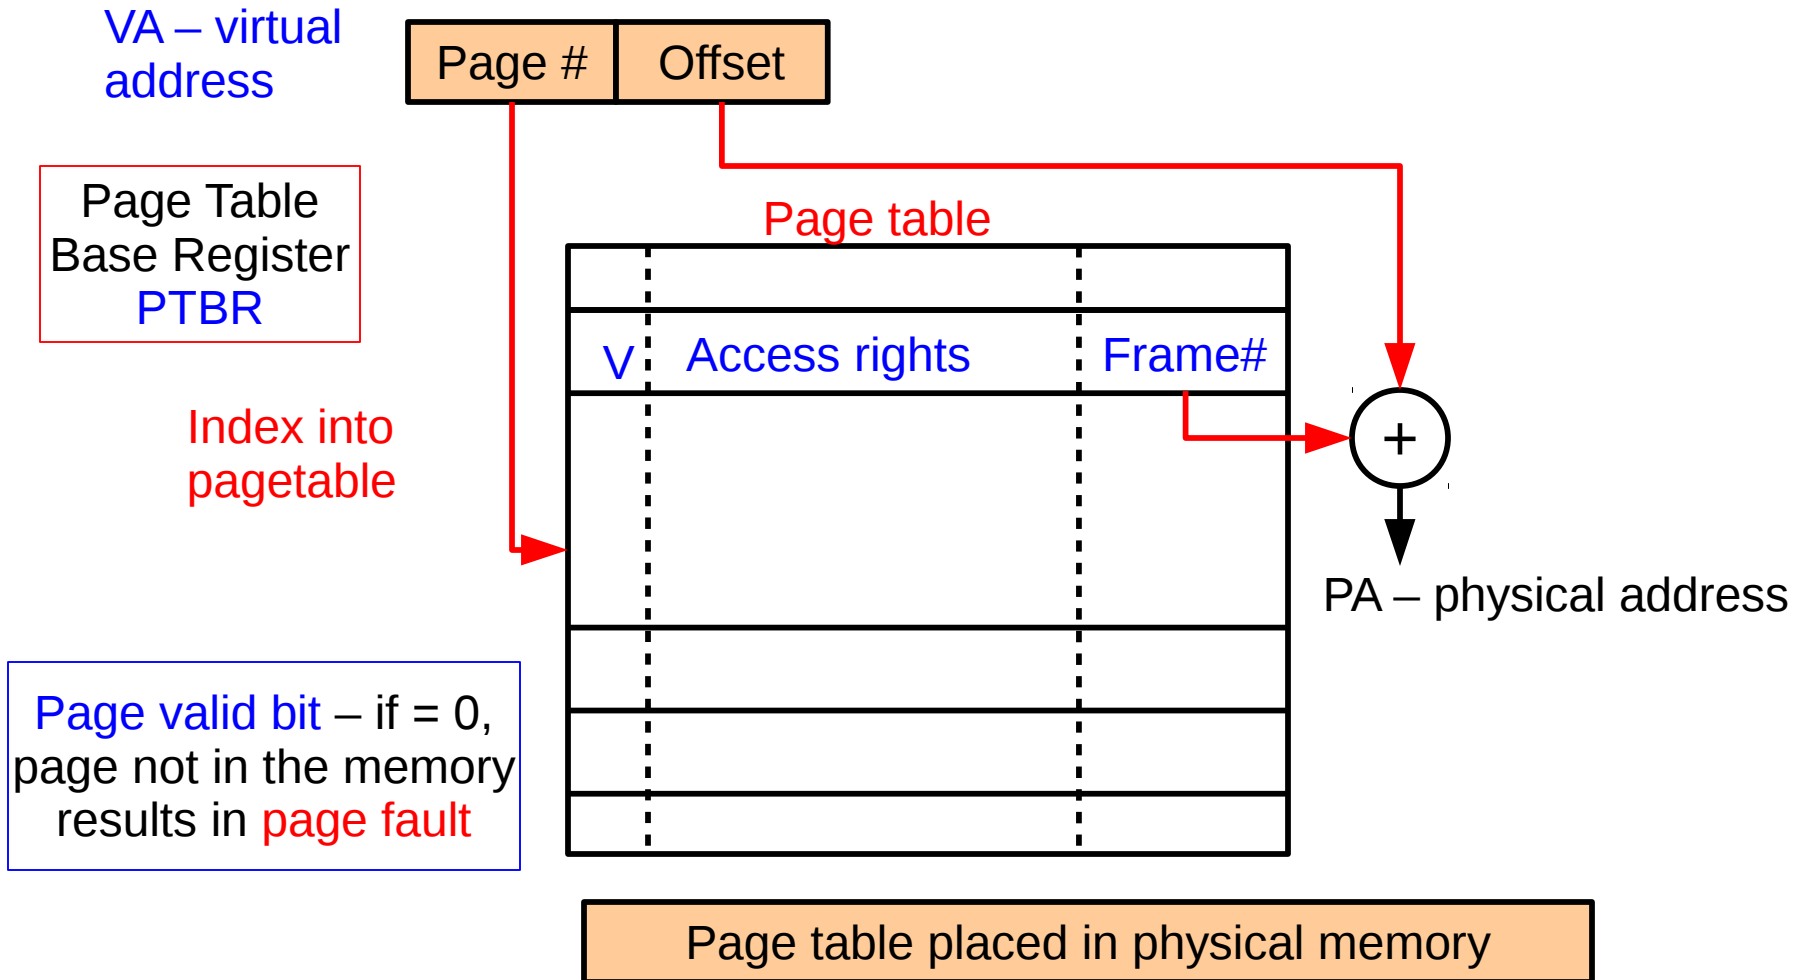 VA – virtual
address
Page # Offset
Page Table
Base Register
PTBR
Page table
V Access rights Frame#
Index into
pagetable
+
PA – physical address
Page valid bit – if = 0,
page not in the memory
results in page fault
Page table placed in physical memory